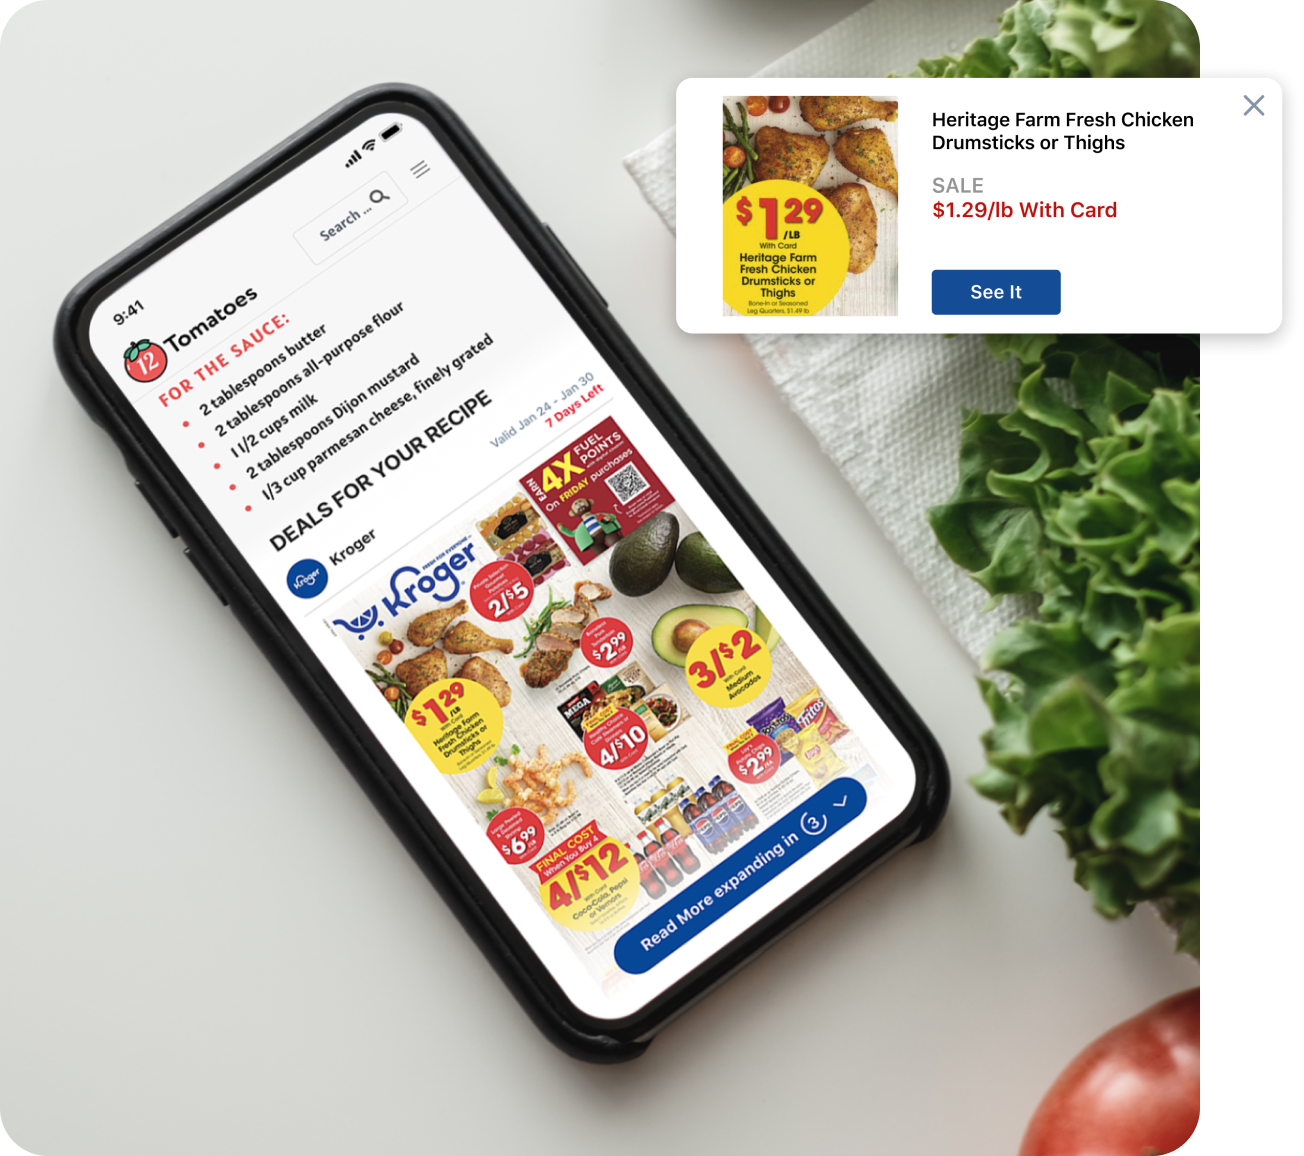 9:41
Search ...
12 Tomatoes
FOR THE SAUCE:
2 tablespoons butter
2 tablespoons all-purpose flour
1 1/2 cups milk
2 tablespoons Dijon mustard
1/3 cup parmesan cheese, finely grated
DEALS FOR YOUR RECIPE
Kroger
Kroger
Valid Jan 24 - Jan 30
7 Days Left
EARN
4X
FUEL
POINTS
On FRIDAY purchases
FRESH FOR EVERYONE
Kroger
2/$5
$2.99
$1.29
/LB
With Card
Heritage Farm
Fresh Chicken
Drumsticks or
Thighs
3/$2
With Card
Medium
Avocados
MEGA
4/$10
Fritos
Lay's
$2.99
$6.99
FINAL COST
When You Buy 4
4/$12
With Card
Coca-Cola, Pepsi
or Vernors
Read More expanding in 3
$1.29
/LB
With Card
Heritage Farm
Fresh Chicken
Drumsticks or
Thighs
Bone-In or Seasoned
Leg Quarters, $1.49 lb
Heritage Farm Fresh Chicken
Drumsticks or Thighs
SALE
$1.29/lb With Card
See It